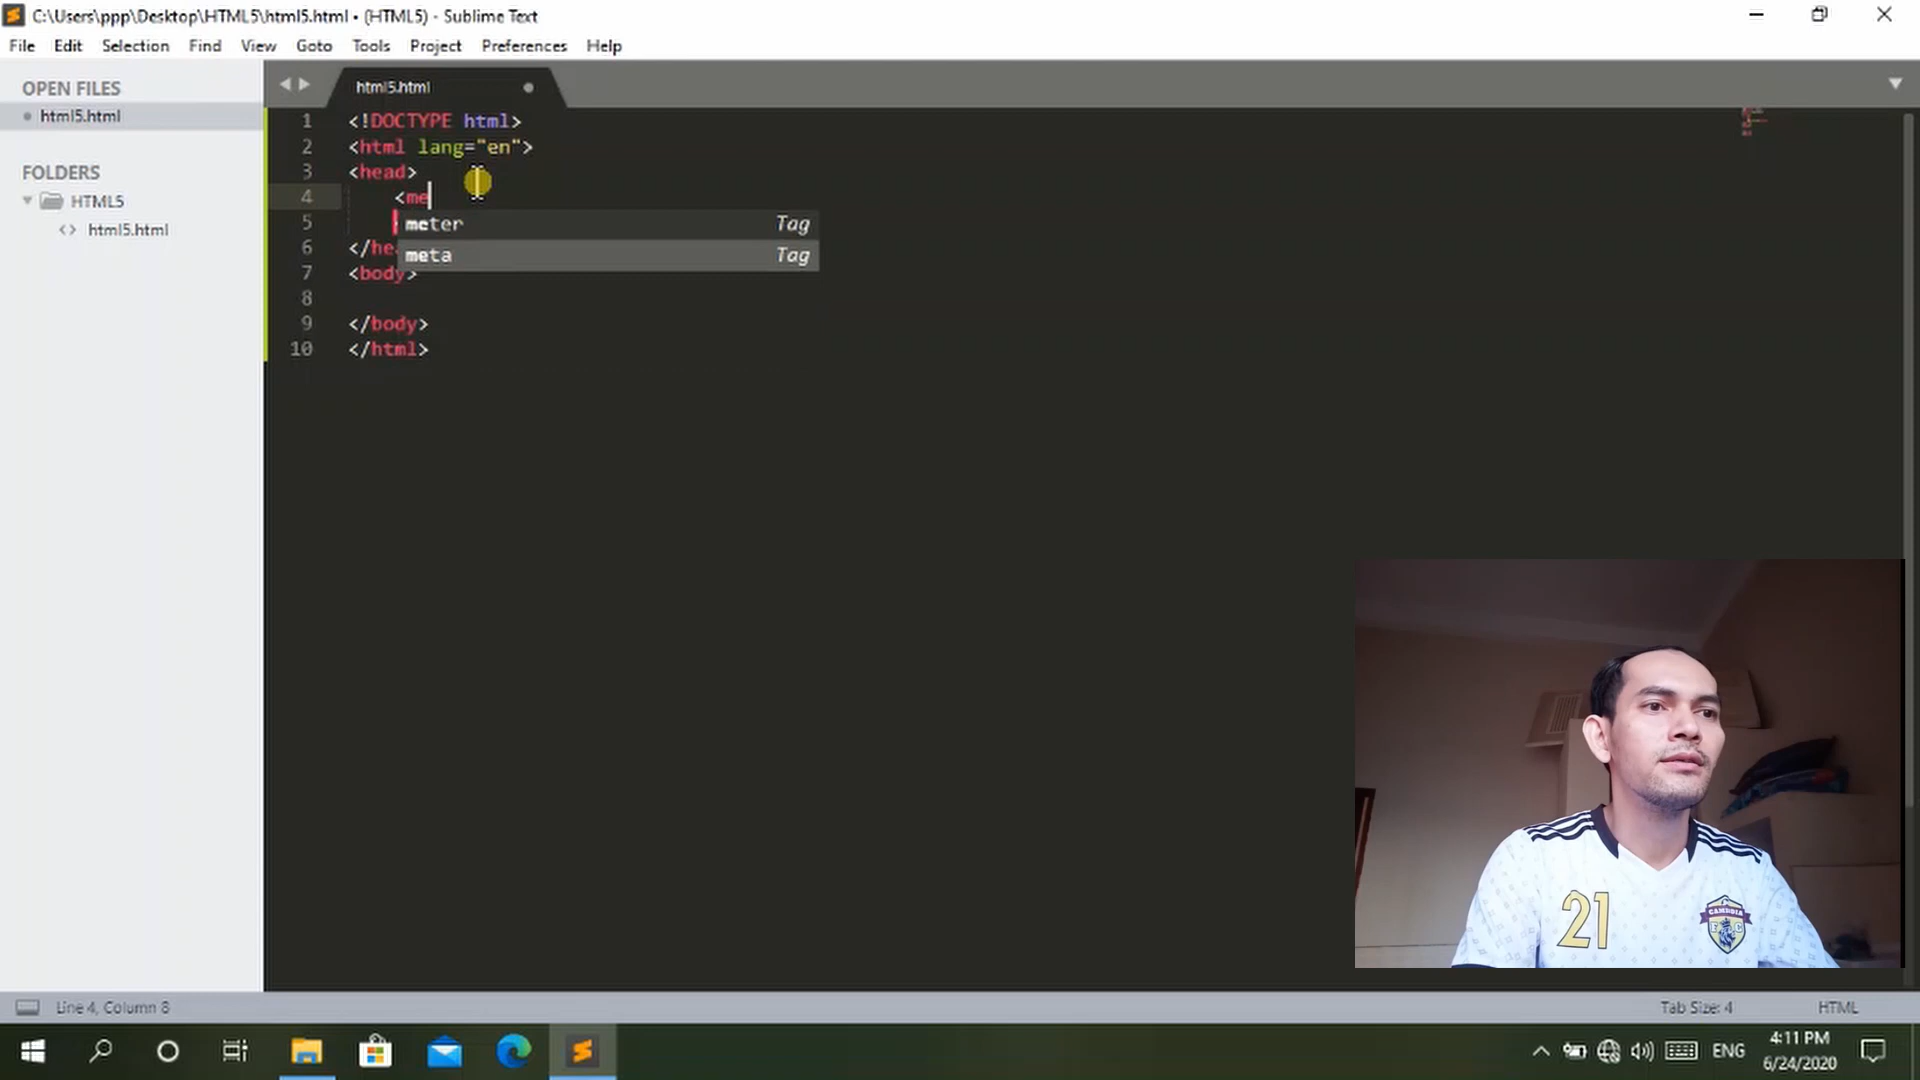 C:\Users\ppp\Desktop\HTML5\html5.html • (HTML5) - Sublime Text
File Edit Selection Find View Goto Tools Project Preferences Help
OPEN FILES
html5.html
FOLDERS
HTML5
html5.html
html5.html
1 <!DOCTYPE html>
2 <html lang="en">
3 <head>
4 <me
5
meter Tag
6 </hea
meta Tag
7 <body>
8
9 </body>
10 </html>
21
CAMBODIA
FC
Line 4, Column 8
Tab Size: 4
HTML
ENG
4:11 PM
6/24/2020